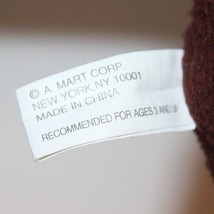 © A. MART CORP.
NEW YORK, NY 10001
MADE IN CHINA
RECOMMENDED FOR AGES 3 AND UP